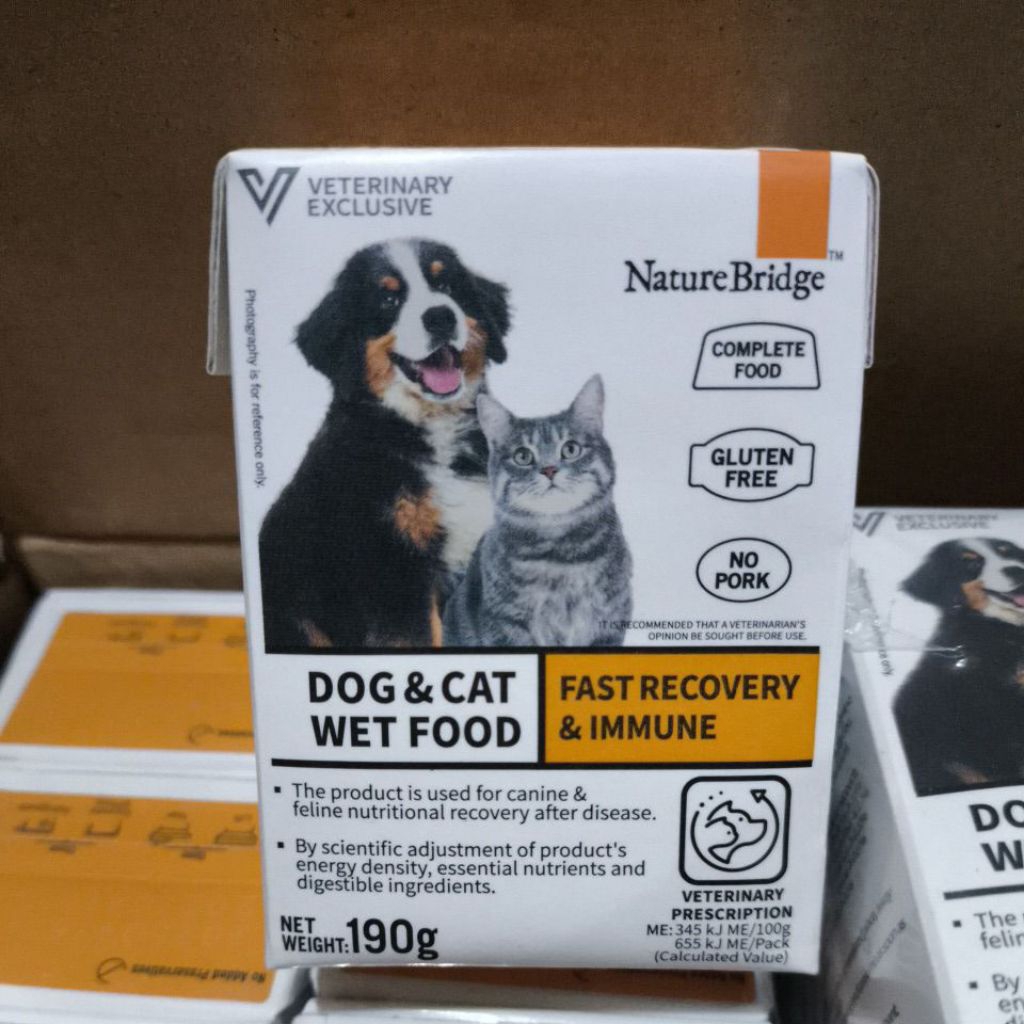 VETERINARY
EXCLUSIVE
NatureBridge™
Photography is for reference only.
COMPLETE
FOOD
GLUTEN
FREE
NO
PORK
IT IS RECOMMENDED THAT A VETERINARIAN'S
OPINION BE SOUGHT BEFORE USE.
DOG & CAT
WET FOOD
FAST RECOVERY
& IMMUNE
▪ The product is used for canine &
feline nutritional recovery after disease.
▪ By scientific adjustment of product's
energy density, essential nutrients and
digestible ingredients.
VETERINARY
PRESCRIPTION
ME: 345 kJ ME/100g
655 kJ ME/Pack
(Calculated Value)
NET
WEIGHT:190g
No Added Preservatives
VETERINARY
EXCLUSIVE
DO
W
▪ The
felin
▪ By
en